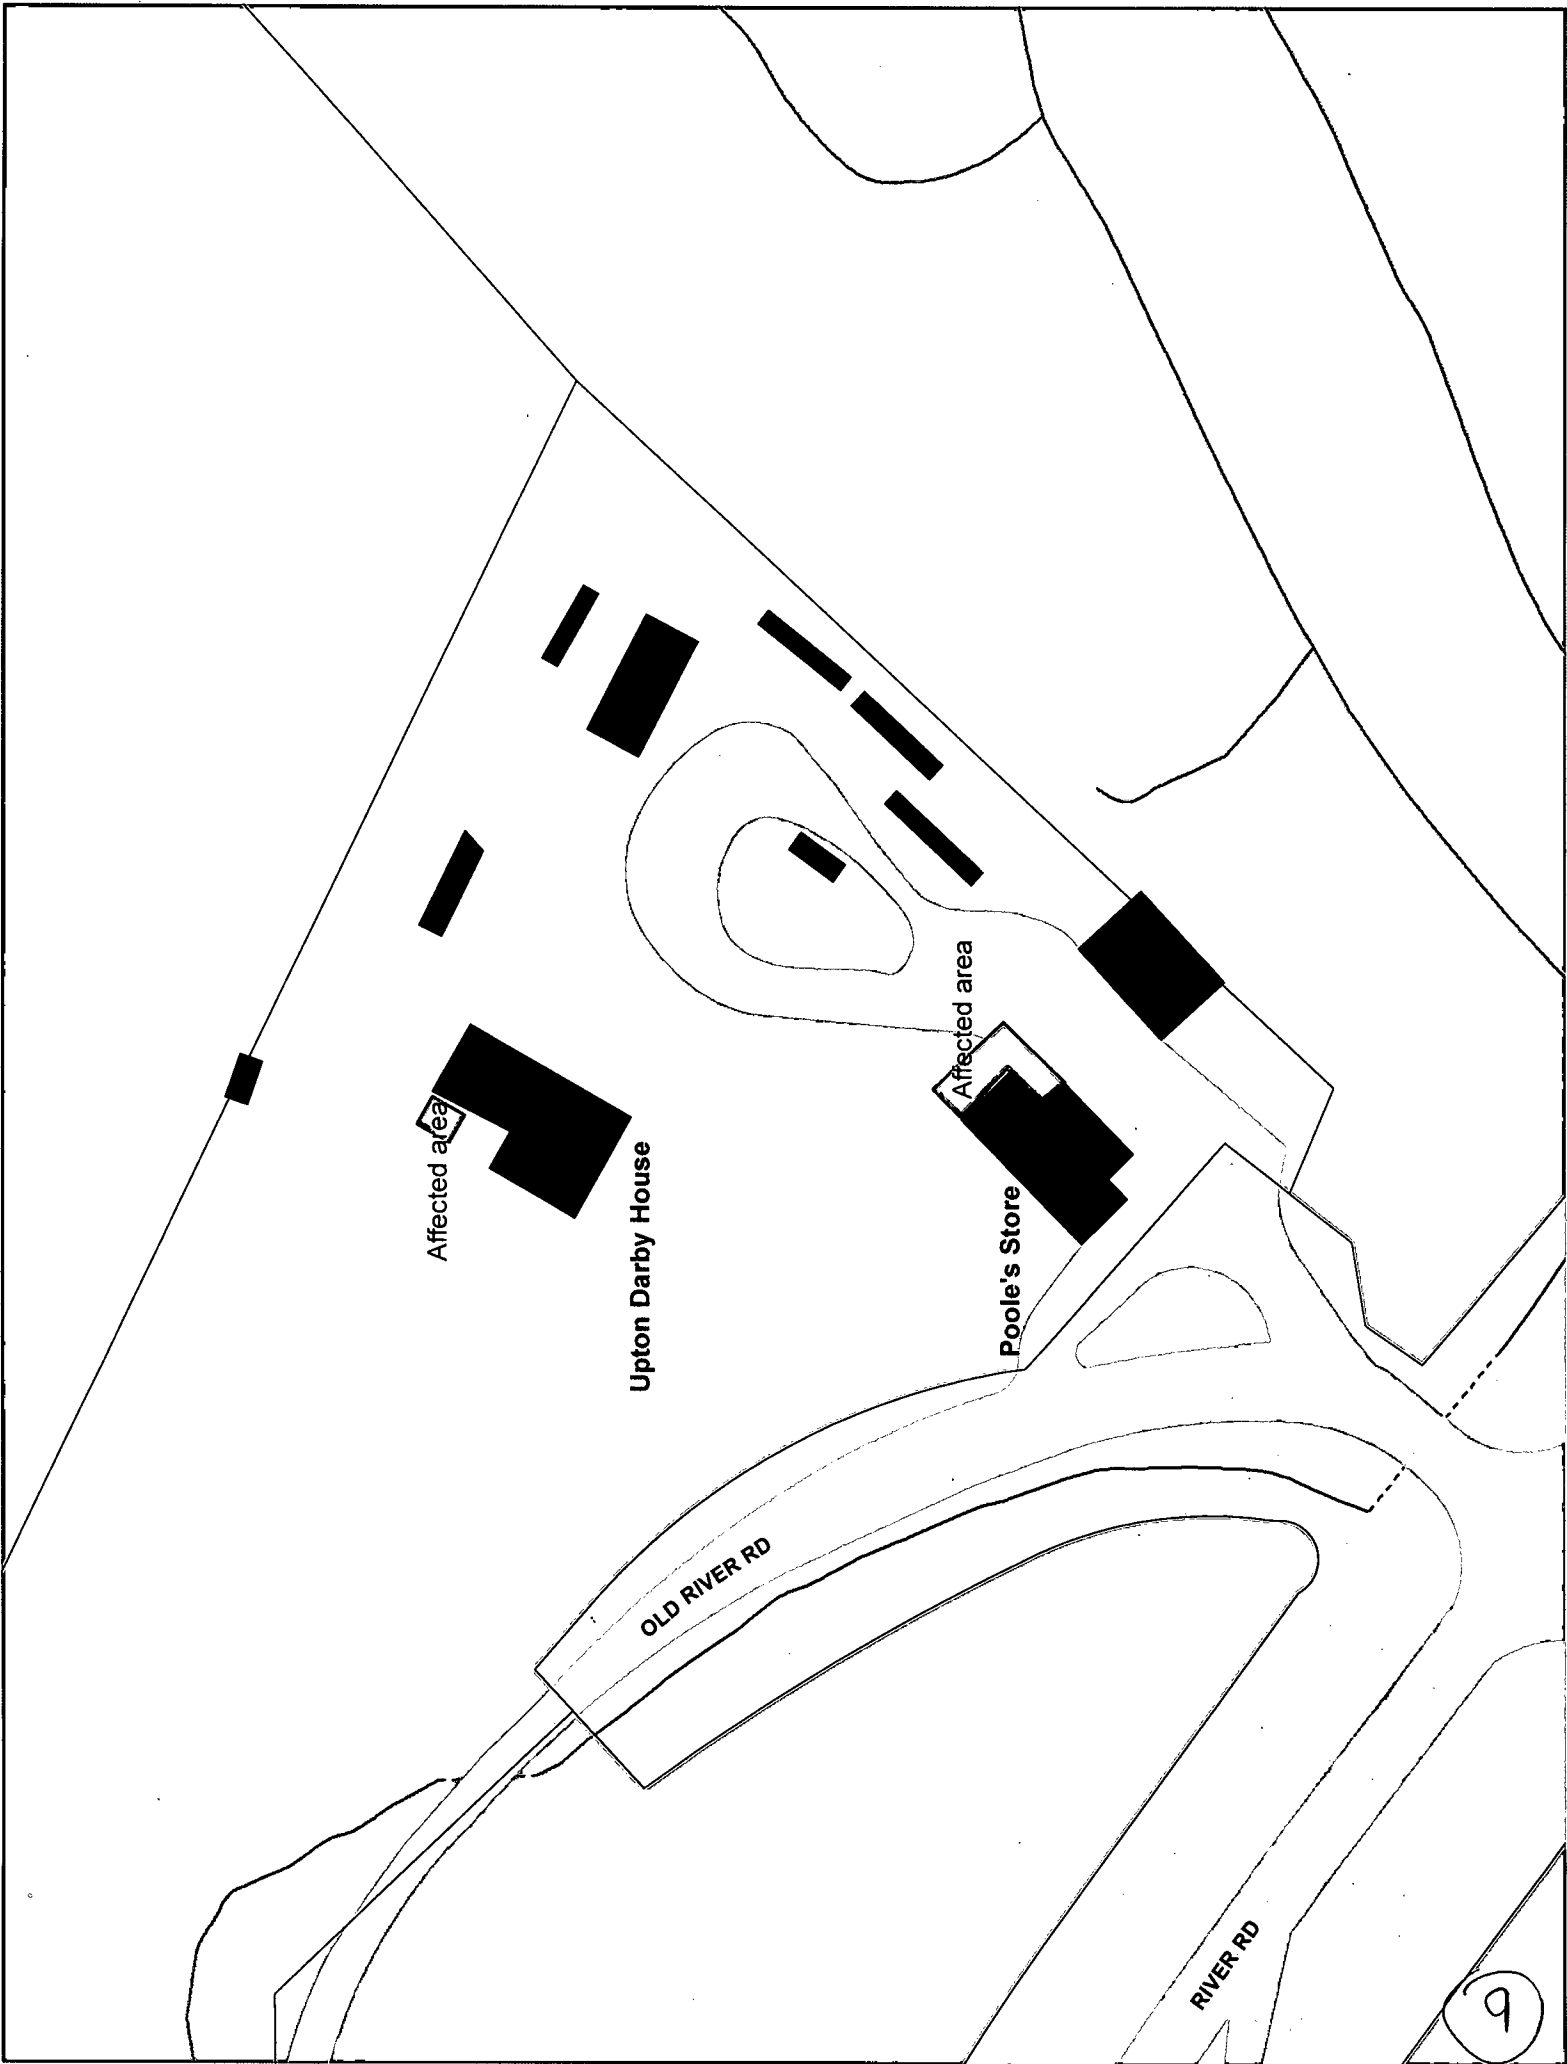 Affected area
Upton Darby House
Affected area
Poole's Store
OLD RIVER RD
RIVER RD
9